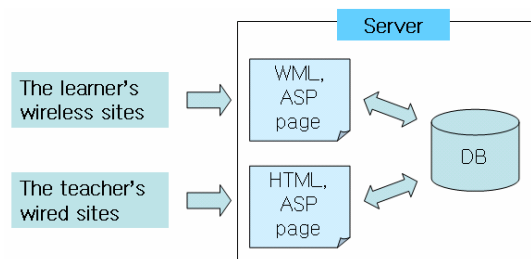 Server
The learner's
wireless sites
WML,
ASP
page
DB
The teacher's
wired sites
HTML,
ASP
page